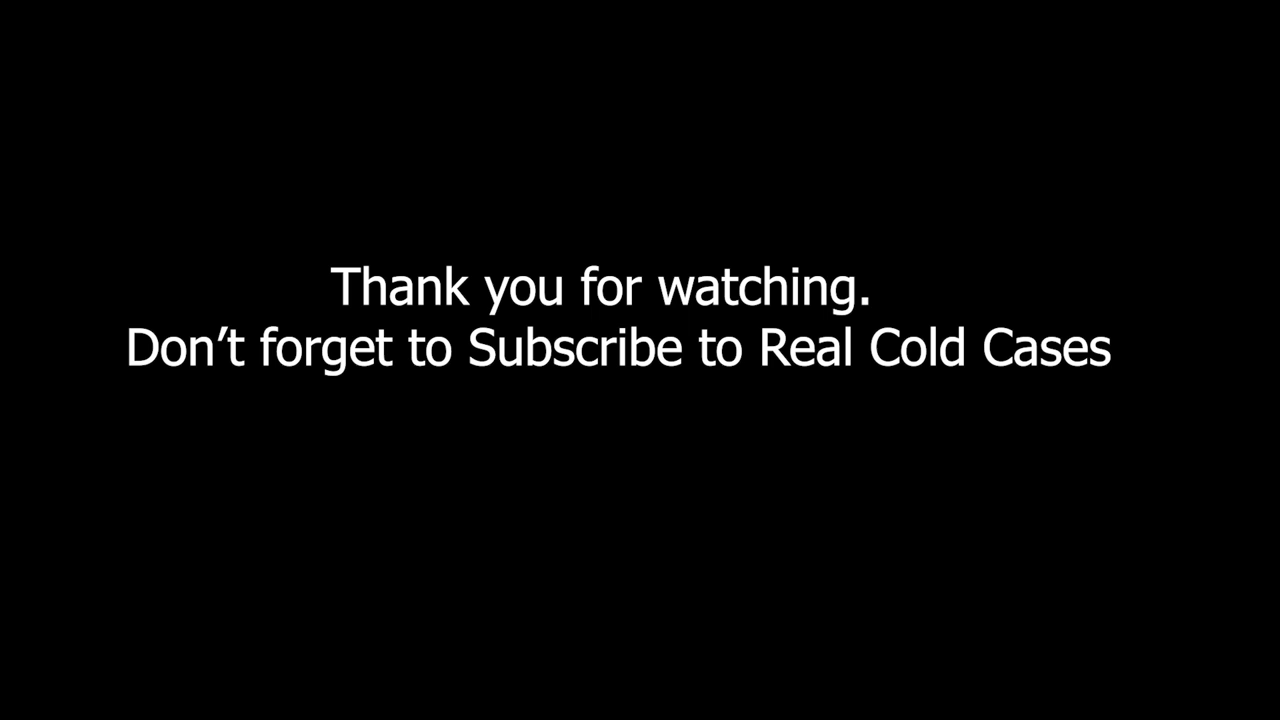 Thank you for watching.
Don’t forget to Subscribe to Real Cold Cases